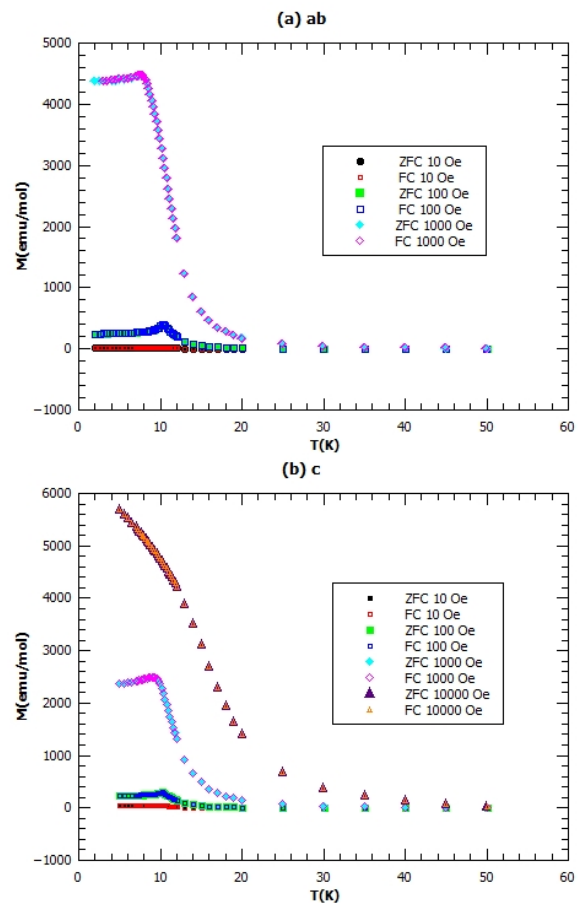 (a) ab
5000
4000
3000
2000
1000
0
−1000
M(emu/mol)
0 10 20 30 40 50 60
T(K)
ZFC 10 Oe
FC 10 Oe
ZFC 100 Oe
FC 100 Oe
ZFC 1000 Oe
FC 1000 Oe
(b) c
6000
5000
4000
3000
2000
1000
0
−1000
M(emu/mol)
0 10 20 30 40 50 60
T(K)
ZFC 10 Oe
FC 10 Oe
ZFC 100 Oe
FC 100 Oe
ZFC 1000 Oe
FC 1000 Oe
ZFC 10000 Oe
FC 10000 Oe